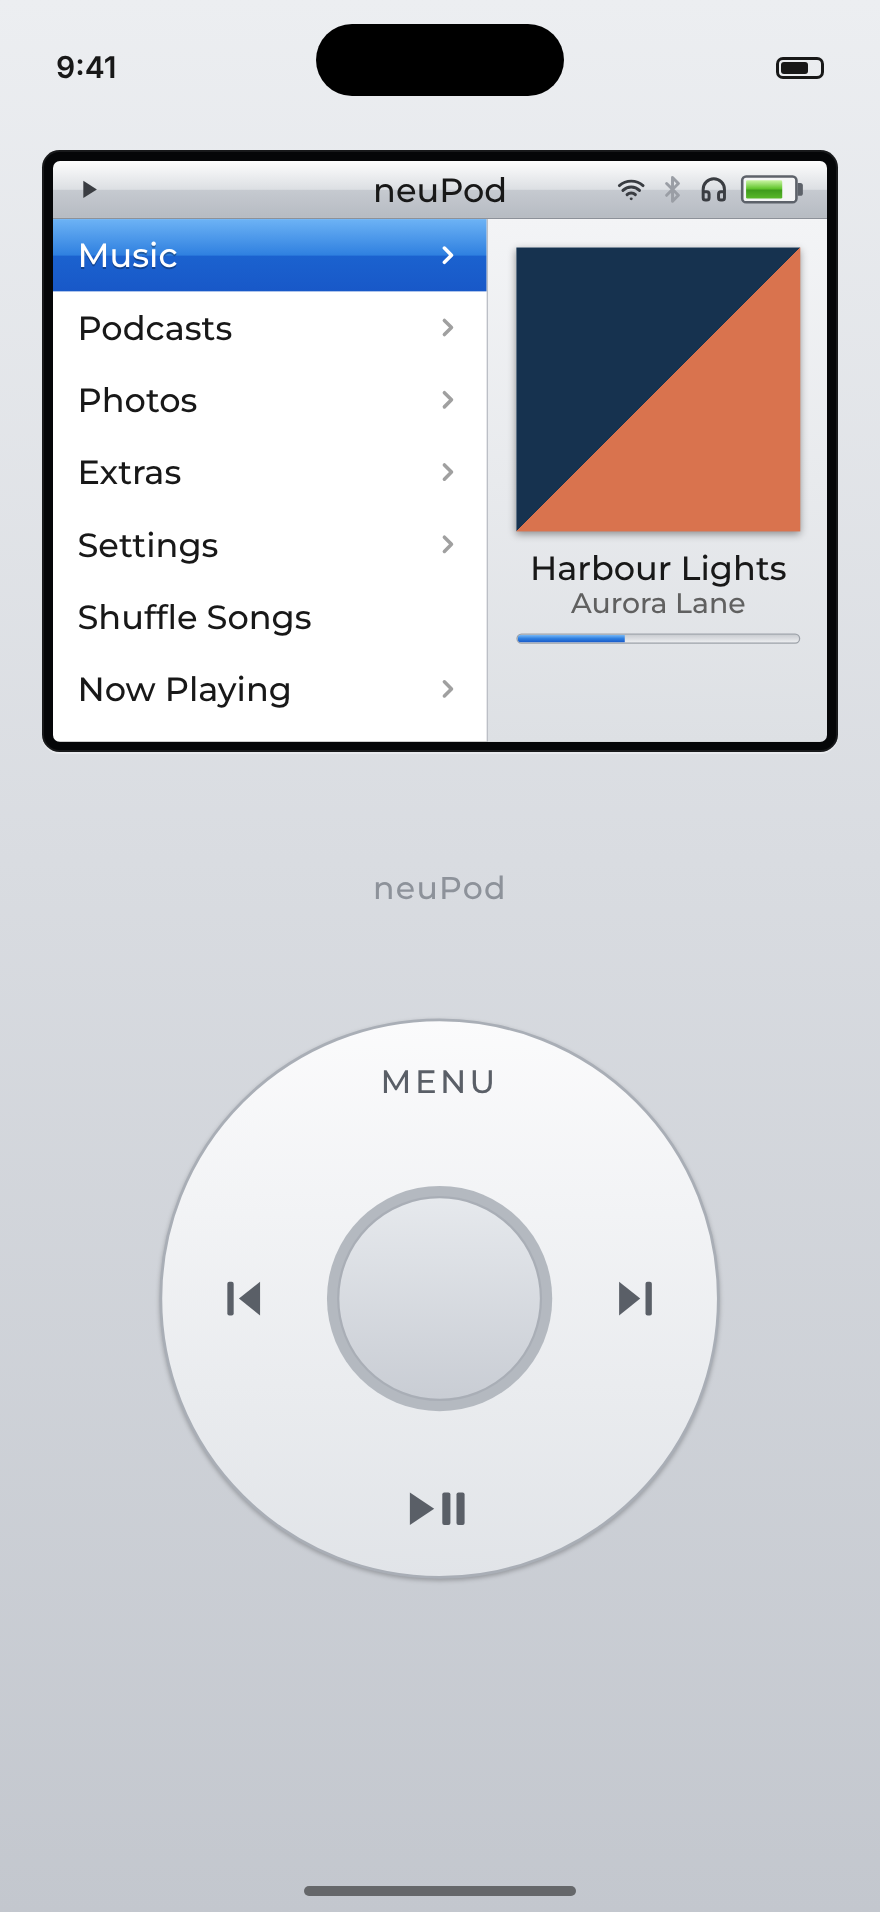 9:41
neuPod
Music
Podcasts
Photos
Extras
Settings
Shuffle Songs
Now Playing
Harbour Lights
Aurora Lane
neuPod
MENU